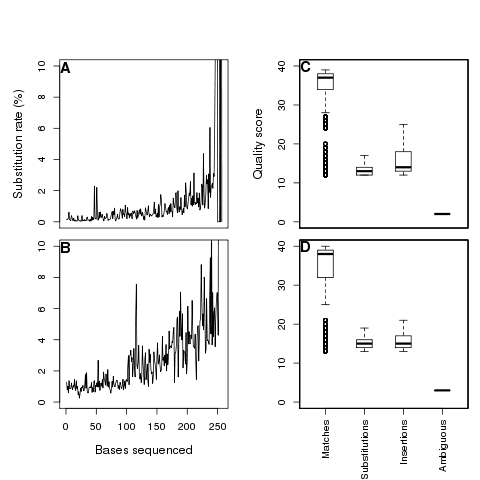 A
Substitution rate (%)
10
8
6
4
2
0
C
Quality score
40
30
20
10
0
B
10
8
6
4
2
0
0 50 100 150 200 250
Bases sequenced
D
40
30
20
10
0
Matches
Substitutions
Insertions
Ambiguous